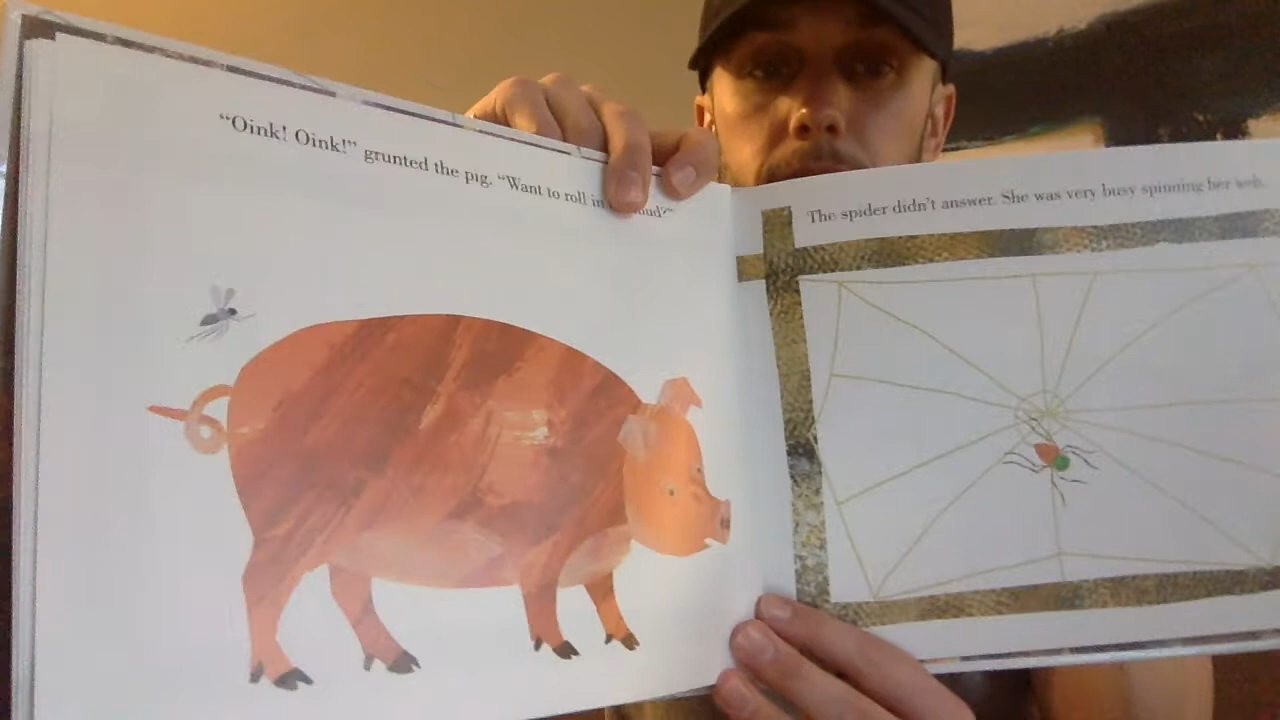 "Oink! Oink!" grunted the pig. "Want to roll in mud?"
The spider didn't answer. She was very busy spinning her web.